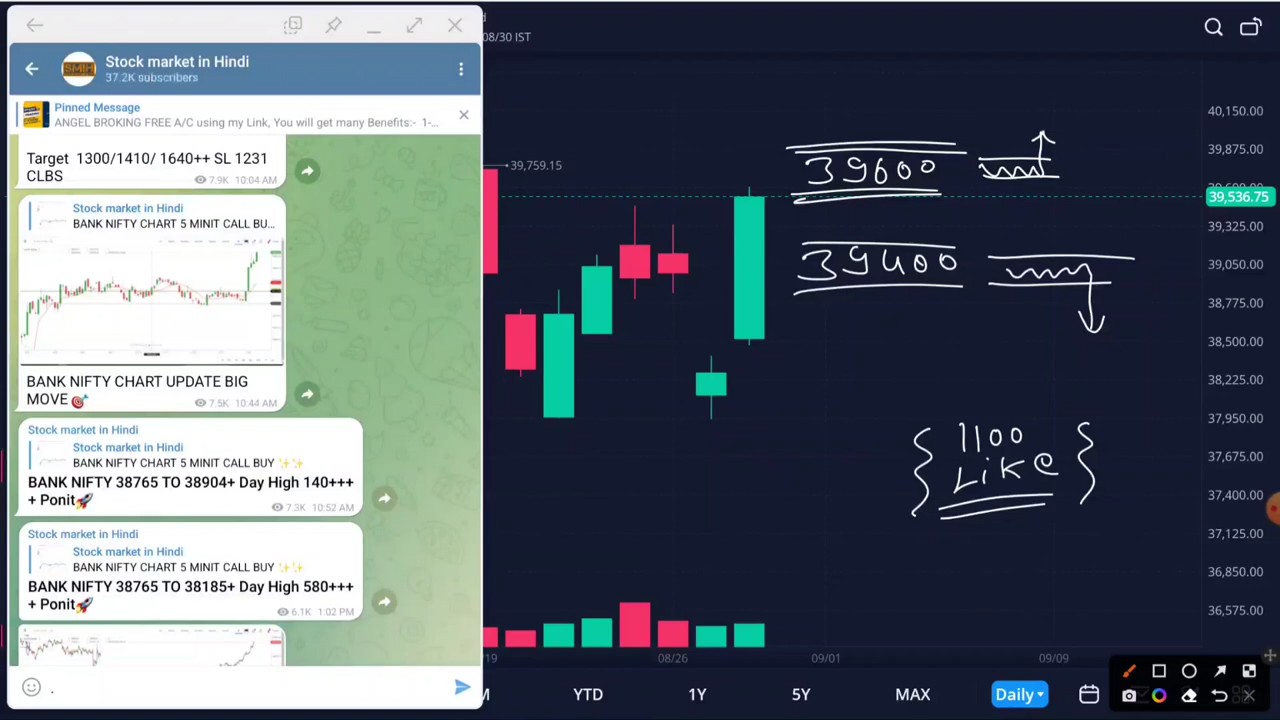 Stock market in Hindi
37.2K subscribers
Pinned Message
ANGEL BROKING FREE A/C using my Link, You will get many Benefits:- 1-...
Target 1300/1410/ 1640++ SL 1231
CLBS
7.9K 10:04 AM
Stock market in Hindi
BANK NIFTY CHART 5 MINIT CALL BU...
BANK NIFTY CHART UPDATE BIG
MOVE 🎯
7.5K 10:44 AM
Stock market in Hindi
Stock market in Hindi
BANK NIFTY CHART 5 MINIT CALL BUY ✨✨
BANK NIFTY 38765 TO 38904+ Day High 140+++
+ Ponit🚀
7.3K 10:52 AM
Stock market in Hindi
Stock market in Hindi
BANK NIFTY CHART 5 MINIT CALL BUY ✨✨
BANK NIFTY 38765 TO 38185+ Day High 580+++
+ Ponit🚀
6.1K 1:02 PM
.
08/30 IST
39,759.15
39600
39400
1100
LiKe
40,150.00
39,875.00
39,536.75
39,325.00
39,050.00
38,775.00
38,500.00
38,225.00
37,950.00
37,675.00
37,400.00
37,125.00
36,850.00
36,575.00
/19
08/26
09/01
09/09
M
YTD
1Y
5Y
MAX
Daily